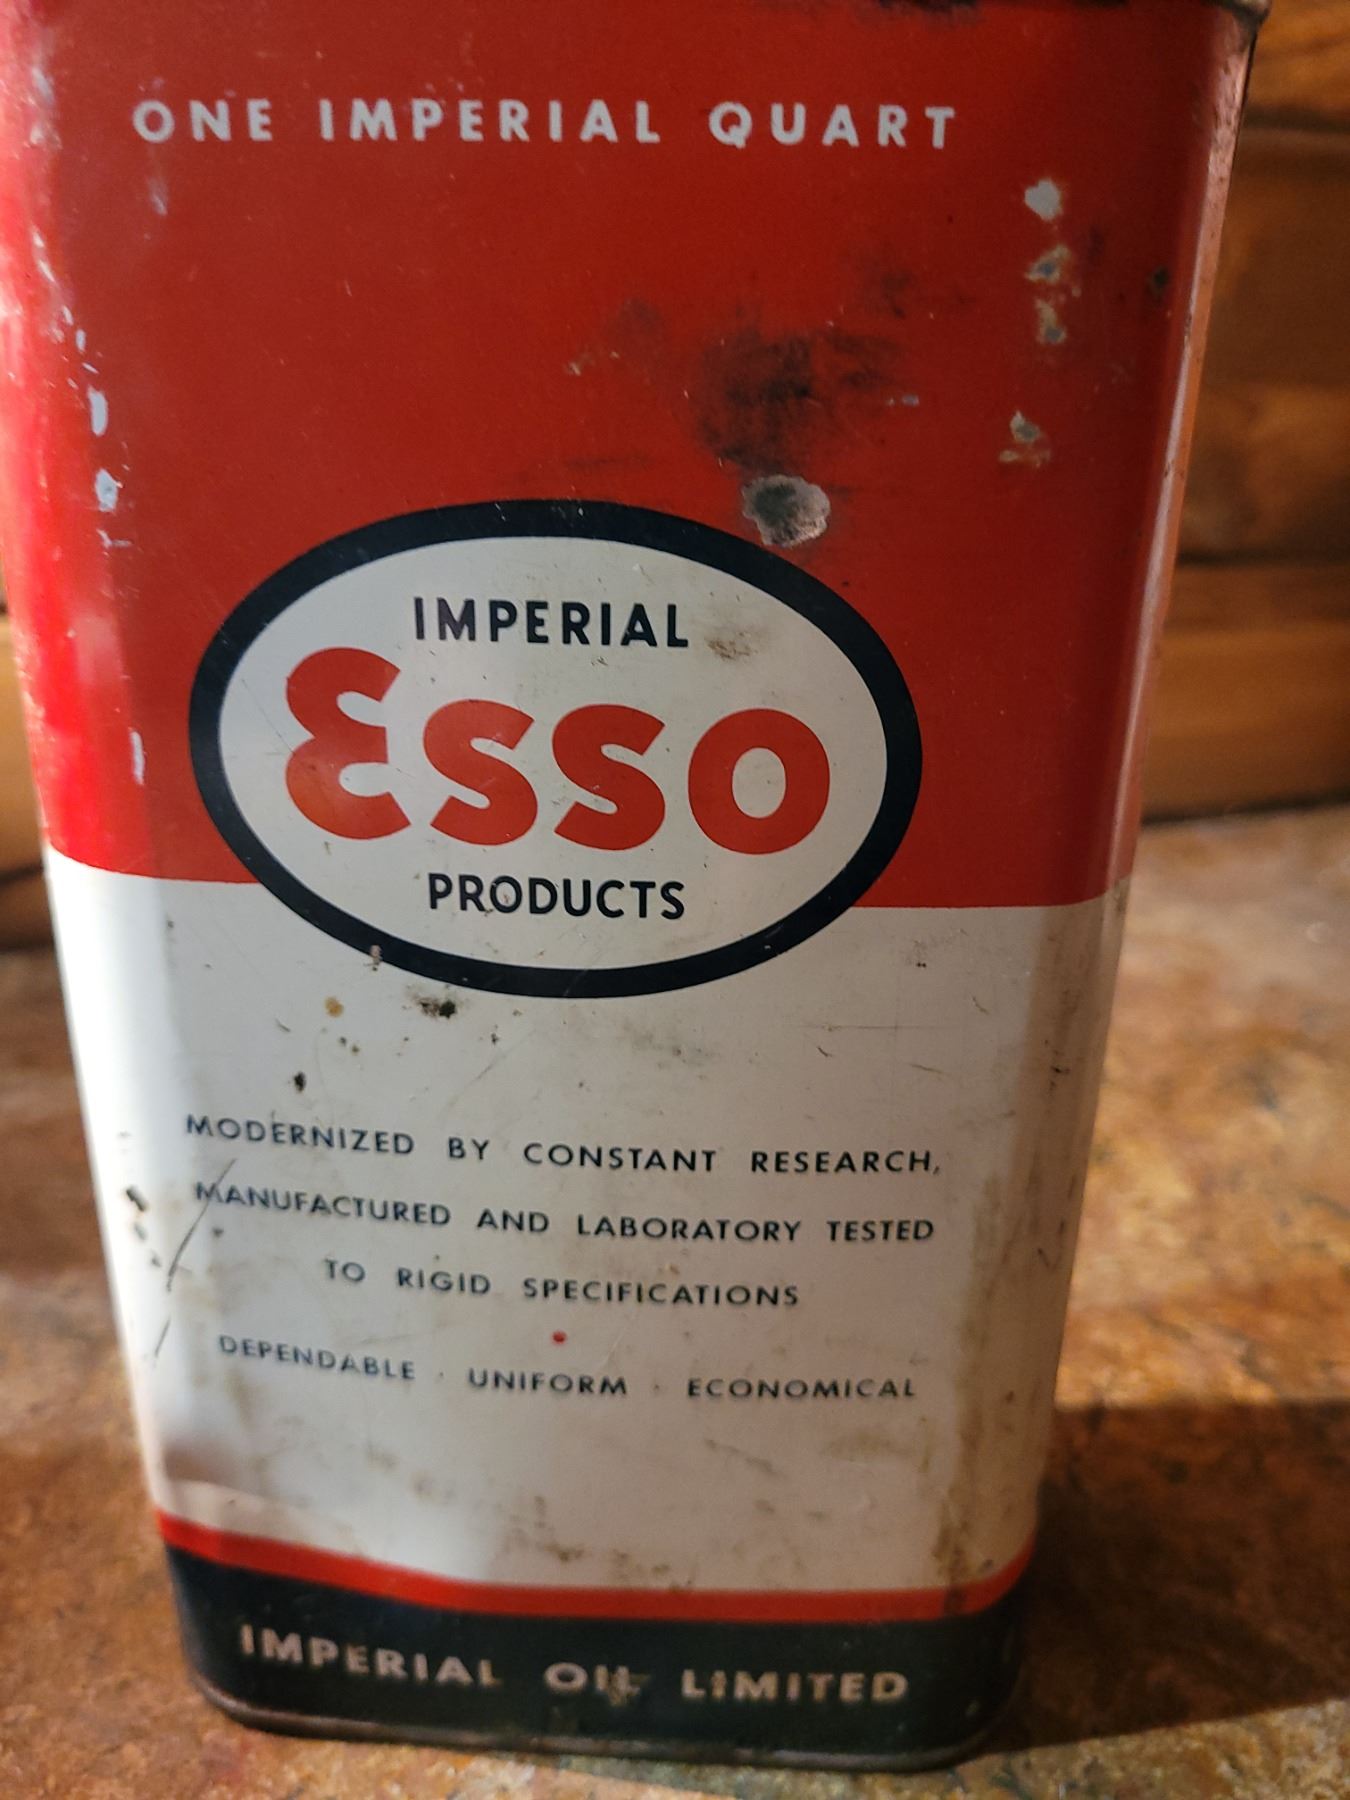 ONE IMPERIAL QUART
IMPERIAL
Esso
PRODUCTS
MODERNIZED BY CONSTANT RESEARCH,
MANUFACTURED AND LABORATORY TESTED
TO RIGID SPECIFICATIONS
DEPENDABLE · UNIFORM · ECONOMICAL
IMPERIAL OIL LIMITED